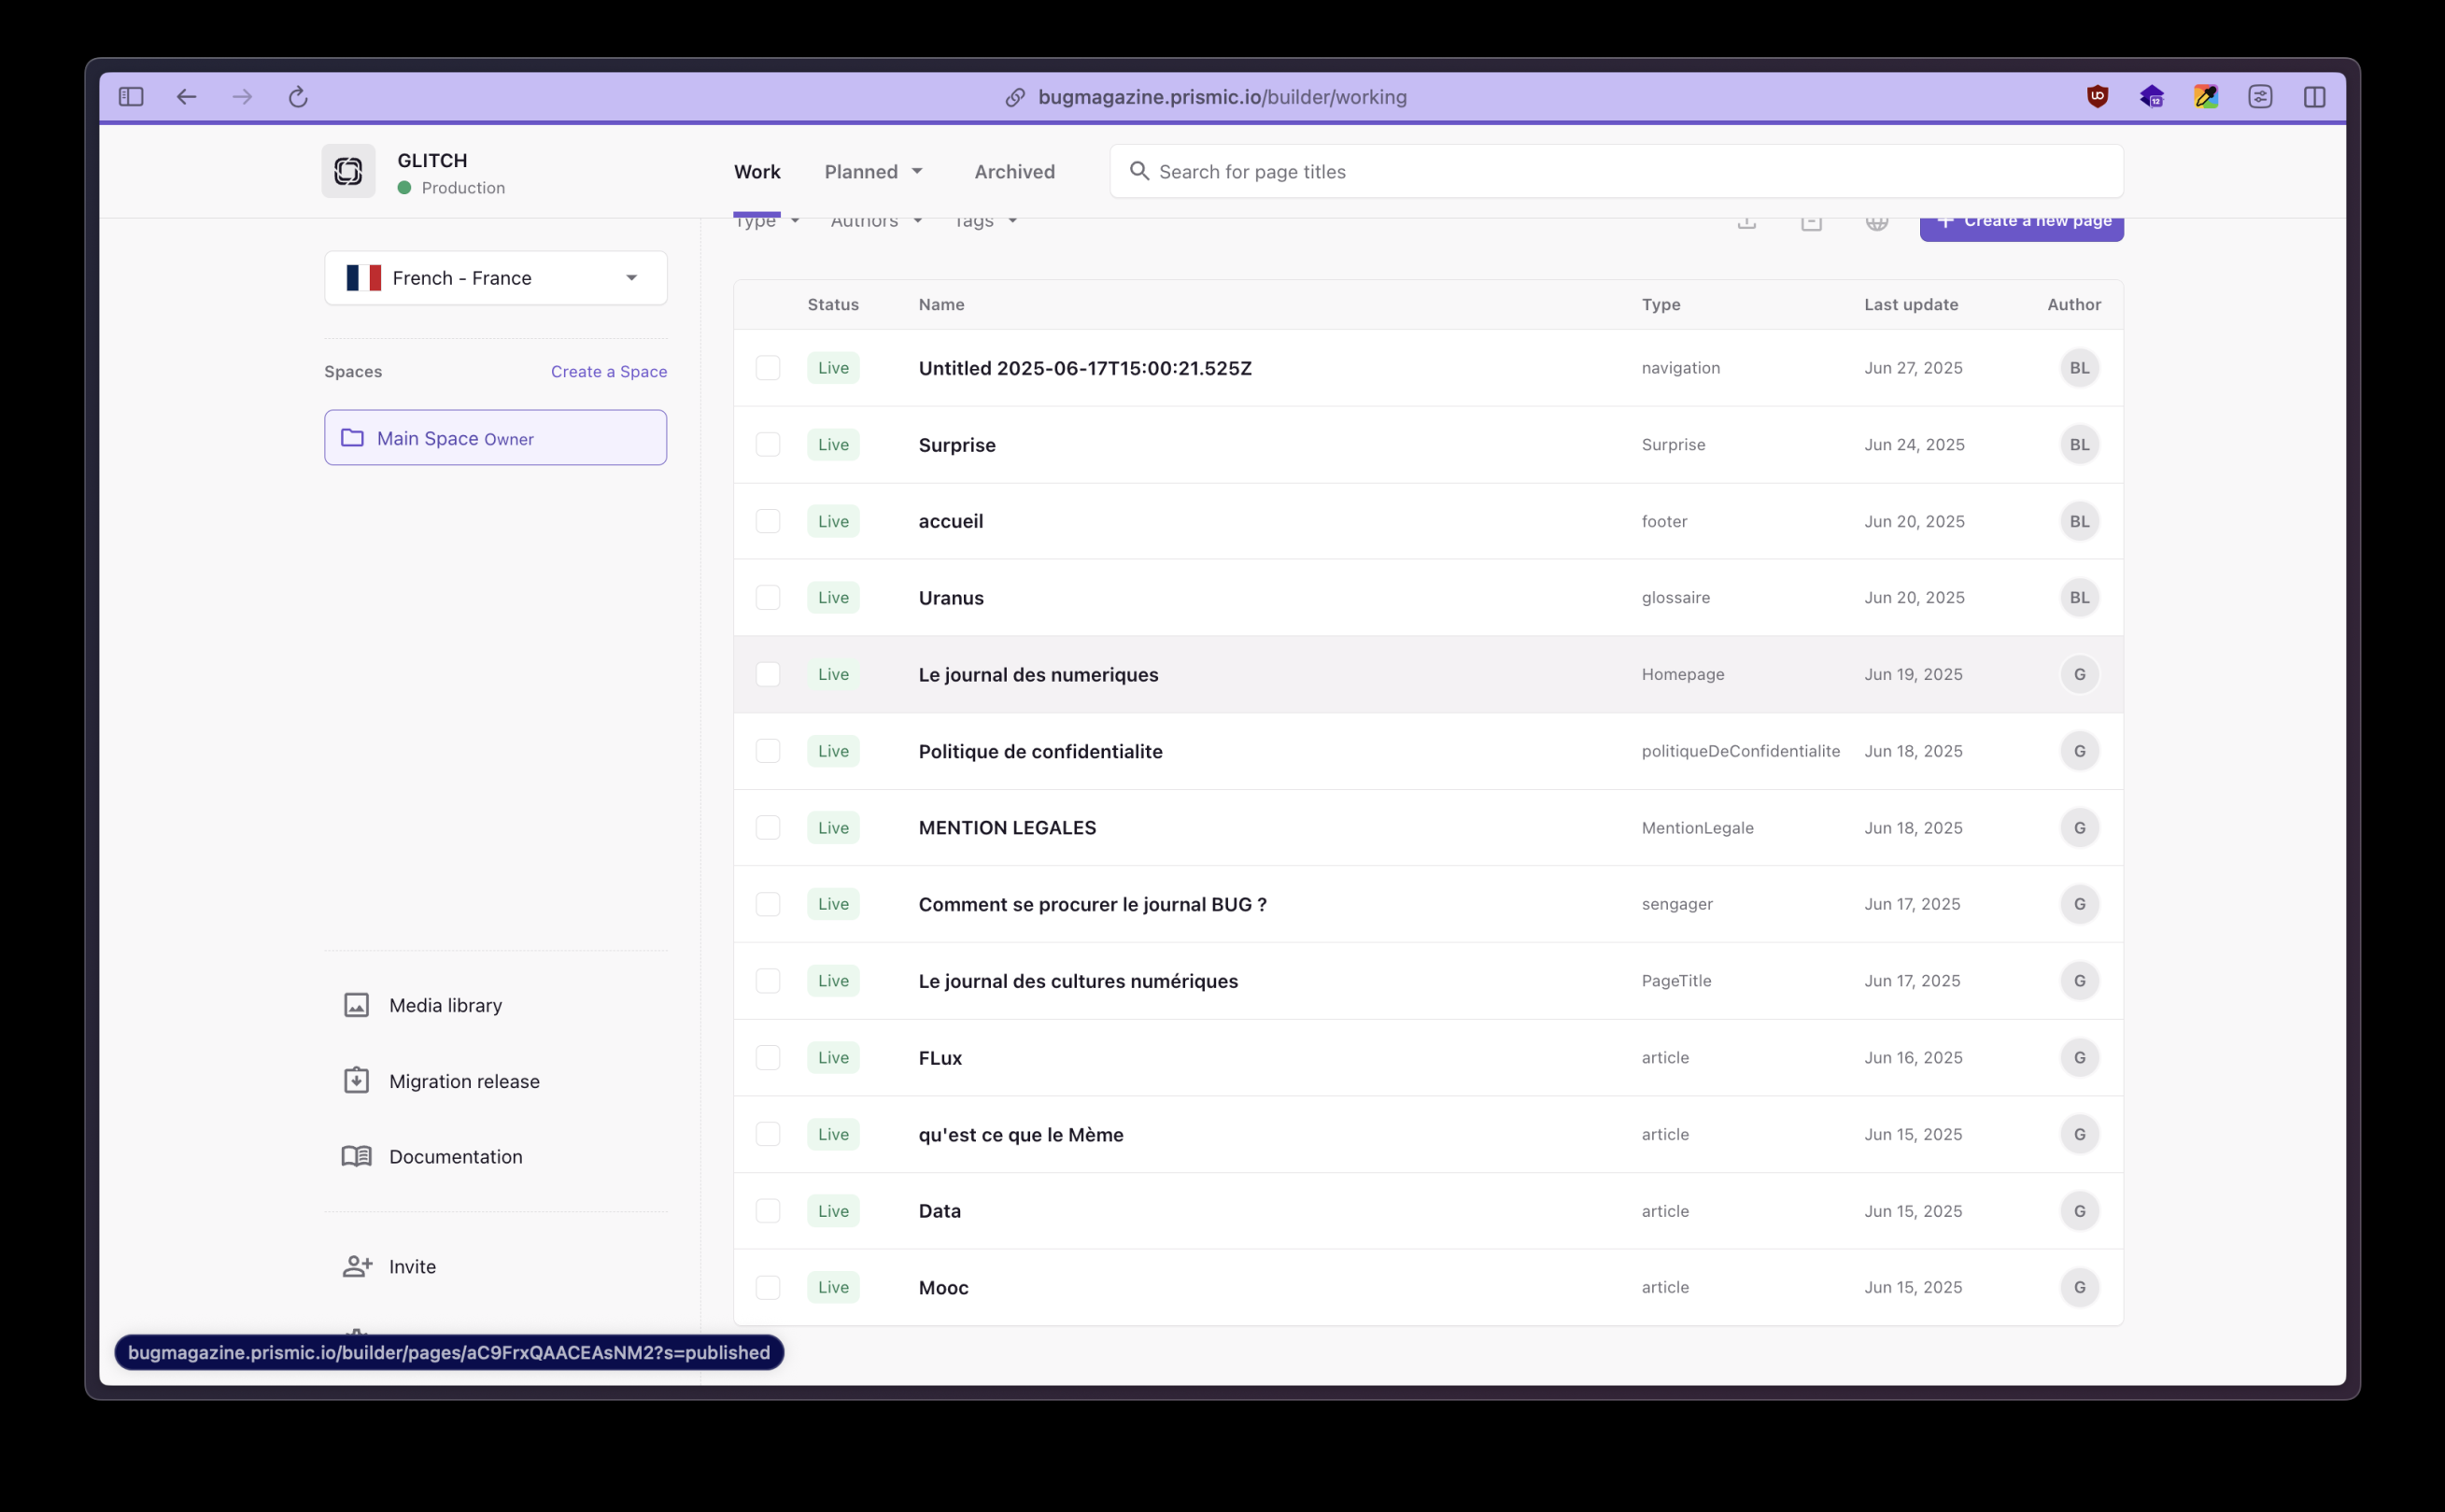 bugmagazine.prismic.io/builder/working
12
GLITCH
Production
Work Planned Archived Search for page titles
Type Authors Tags + Create a new page
French - France
Spaces Create a Space
Main Space Owner
Media library
Migration release
Documentation
Invite
Status Name Type Last update Author
Live Untitled 2025-06-17T15:00:21.525Z navigation Jun 27, 2025 BL
Live Surprise Surprise Jun 24, 2025 BL
Live accueil footer Jun 20, 2025 BL
Live Uranus glossaire Jun 20, 2025 BL
Live Le journal des numeriques Homepage Jun 19, 2025 G
Live Politique de confidentialite politiqueDeConfidentialite Jun 18, 2025 G
Live MENTION LEGALES MentionLegale Jun 18, 2025 G
Live Comment se procurer le journal BUG ? sengager Jun 17, 2025 G
Live Le journal des cultures numériques PageTitle Jun 17, 2025 G
Live FLux article Jun 16, 2025 G
Live qu'est ce que le Mème article Jun 15, 2025 G
Live Data article Jun 15, 2025 G
Live Mooc article Jun 15, 2025 G
bugmagazine.prismic.io/builder/pages/aC9FrxQAACEAsNM2?s=published